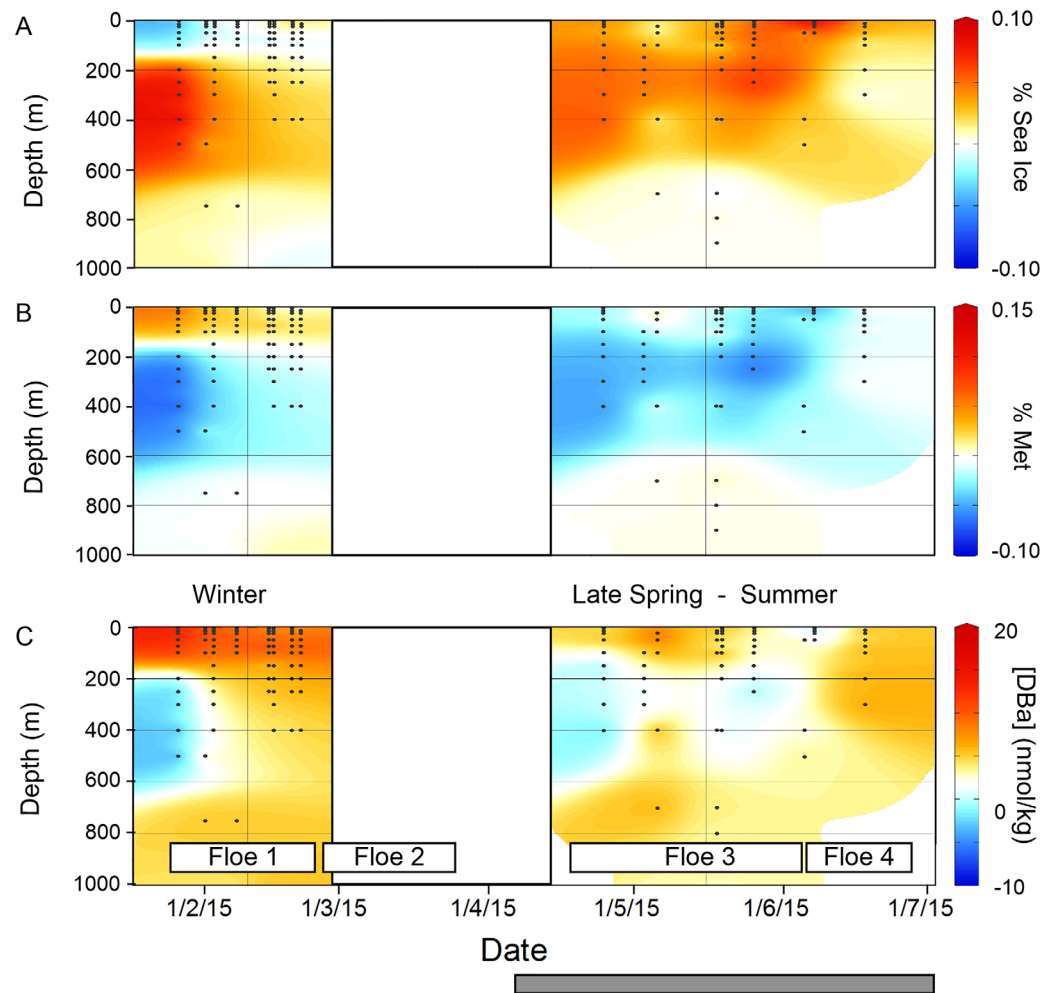 A
0
200
400
600
800
1000
Depth (m)
0.10
% Sea Ice
-0.10
B
0
200
400
600
800
1000
Depth (m)
0.15
% Met
-0.10
Winter
Late Spring - Summer
C
0
200
400
600
800
1000
Depth (m)
20
10
0
-10
[DBa] (nmol/kg)
Floe 1
Floe 2
Floe 3
Floe 4
1/2/15
1/3/15
1/4/15
1/5/15
1/6/15
1/7/15
Date